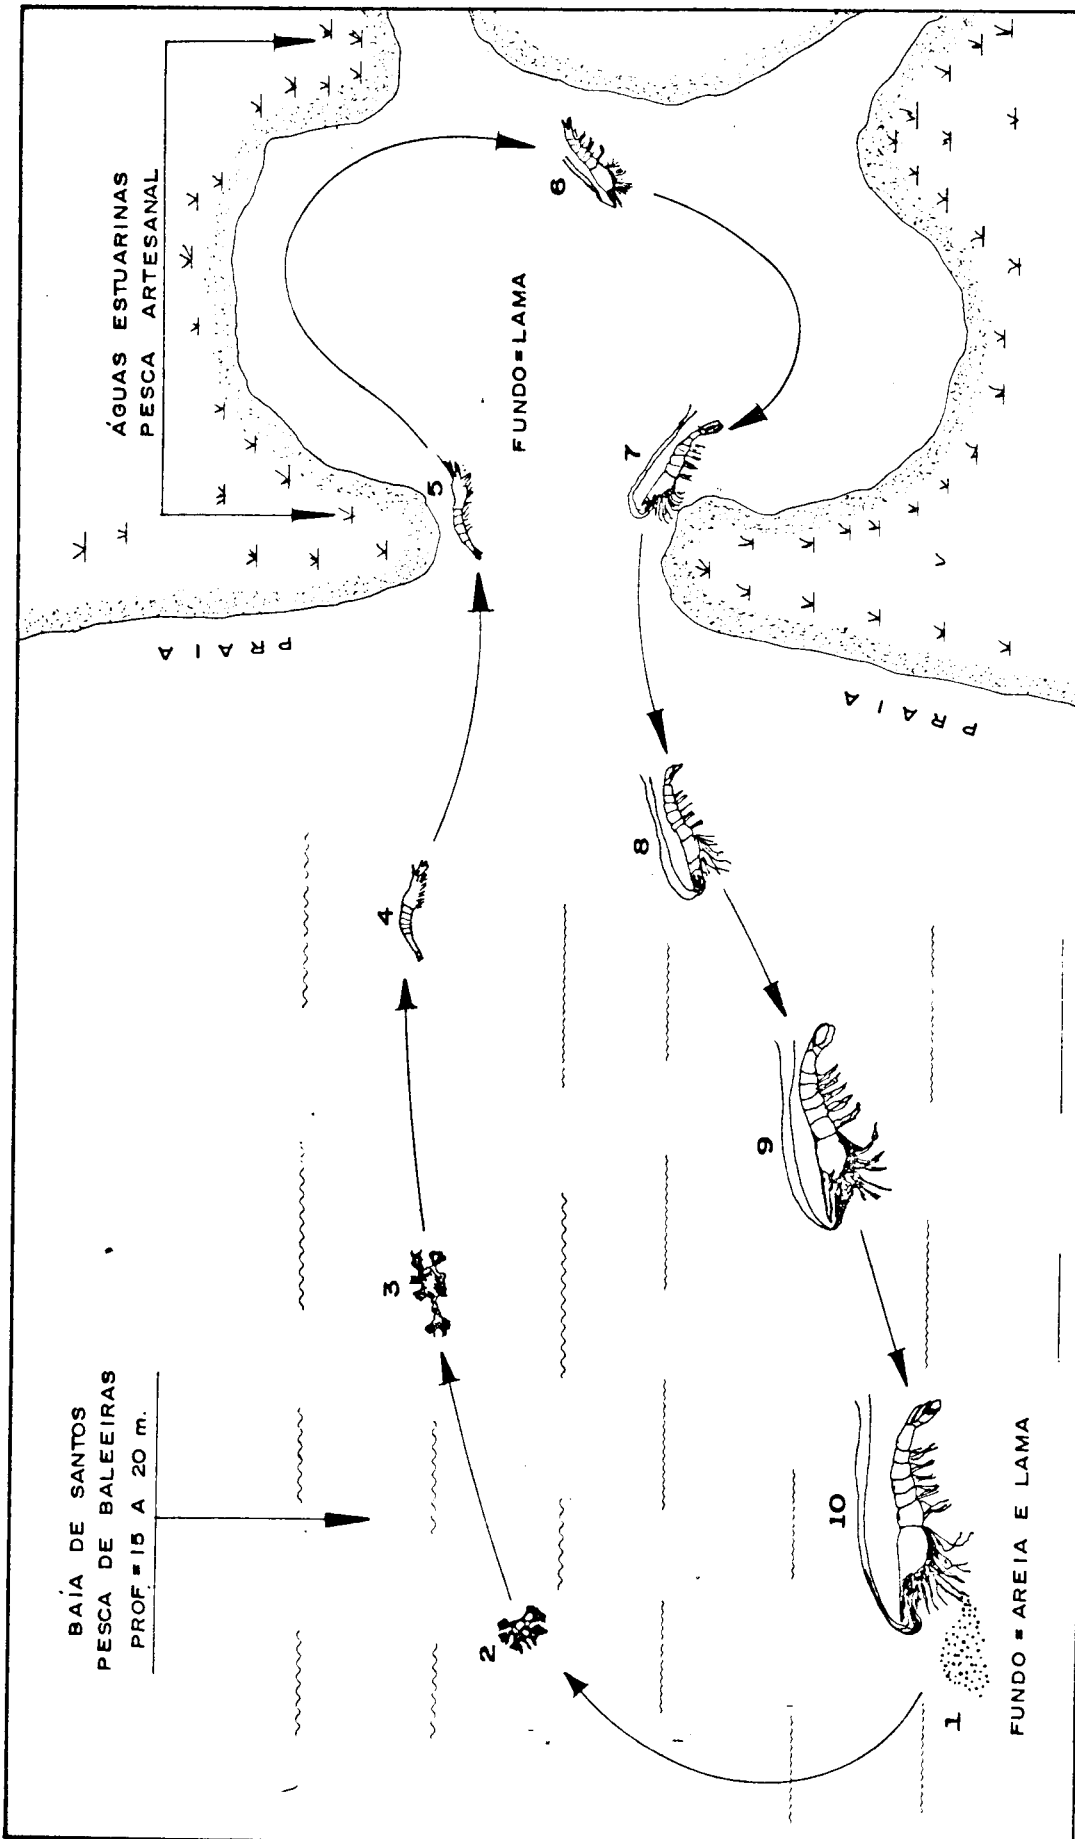 BAÍA DE SANTOS
PESCA DE BALEEIRAS
PROF = 15 A 20 m.
ÁGUAS ESTUARINAS
PESCA ARTESANAL
PRAIA
PRAIA
FUNDO = LAMA
FUNDO = AREIA E LAMA
1
2
3
4
5
6
7
8
9
10